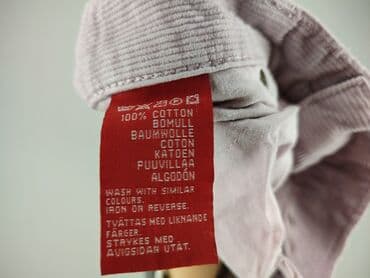 100% COTTON
BOMULL
BAUMWOLLE
COTON
KATOEN
PUUVILLAA
ALGODÓN
WASH WITH SIMILAR
COLOURS.
IRON OR REVERSE.
TVÄTTAS MED LIKNANDE
FÄRGER.
STRYKES MED
AVIGSIDAN UTÅT.